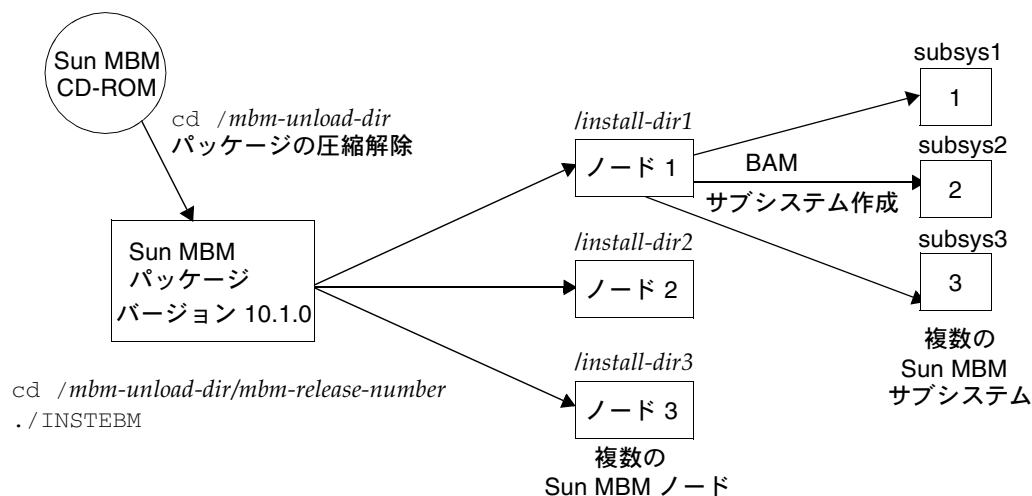 Sun MBM
CD-ROM
cd /mbm-unload-dir
パッケージの圧縮解除
Sun MBM
パッケージ
バージョン 10.1.0
cd /mbm-unload-dir/mbm-release-number
./INSTEBM
/install-dir1
ノード 1
/install-dir2
ノード 2
/install-dir3
ノード 3
複数の
Sun MBM ノード
BAM
サブシステム作成
subsys1
1
subsys2
2
subsys3
3
複数の
Sun MBM
サブシステム